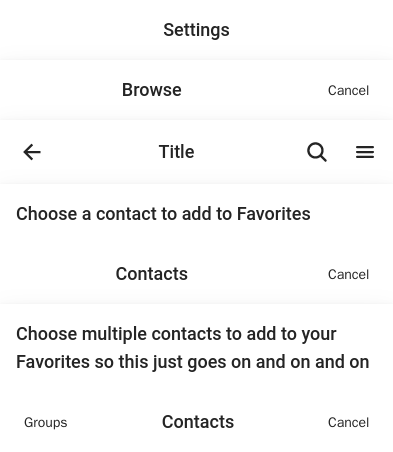 Settings
Browse Cancel
Title
Choose a contact to add to Favorites
Contacts Cancel
Choose multiple contacts to add to your
Favorites so this just goes on and on and on
Groups Contacts Cancel